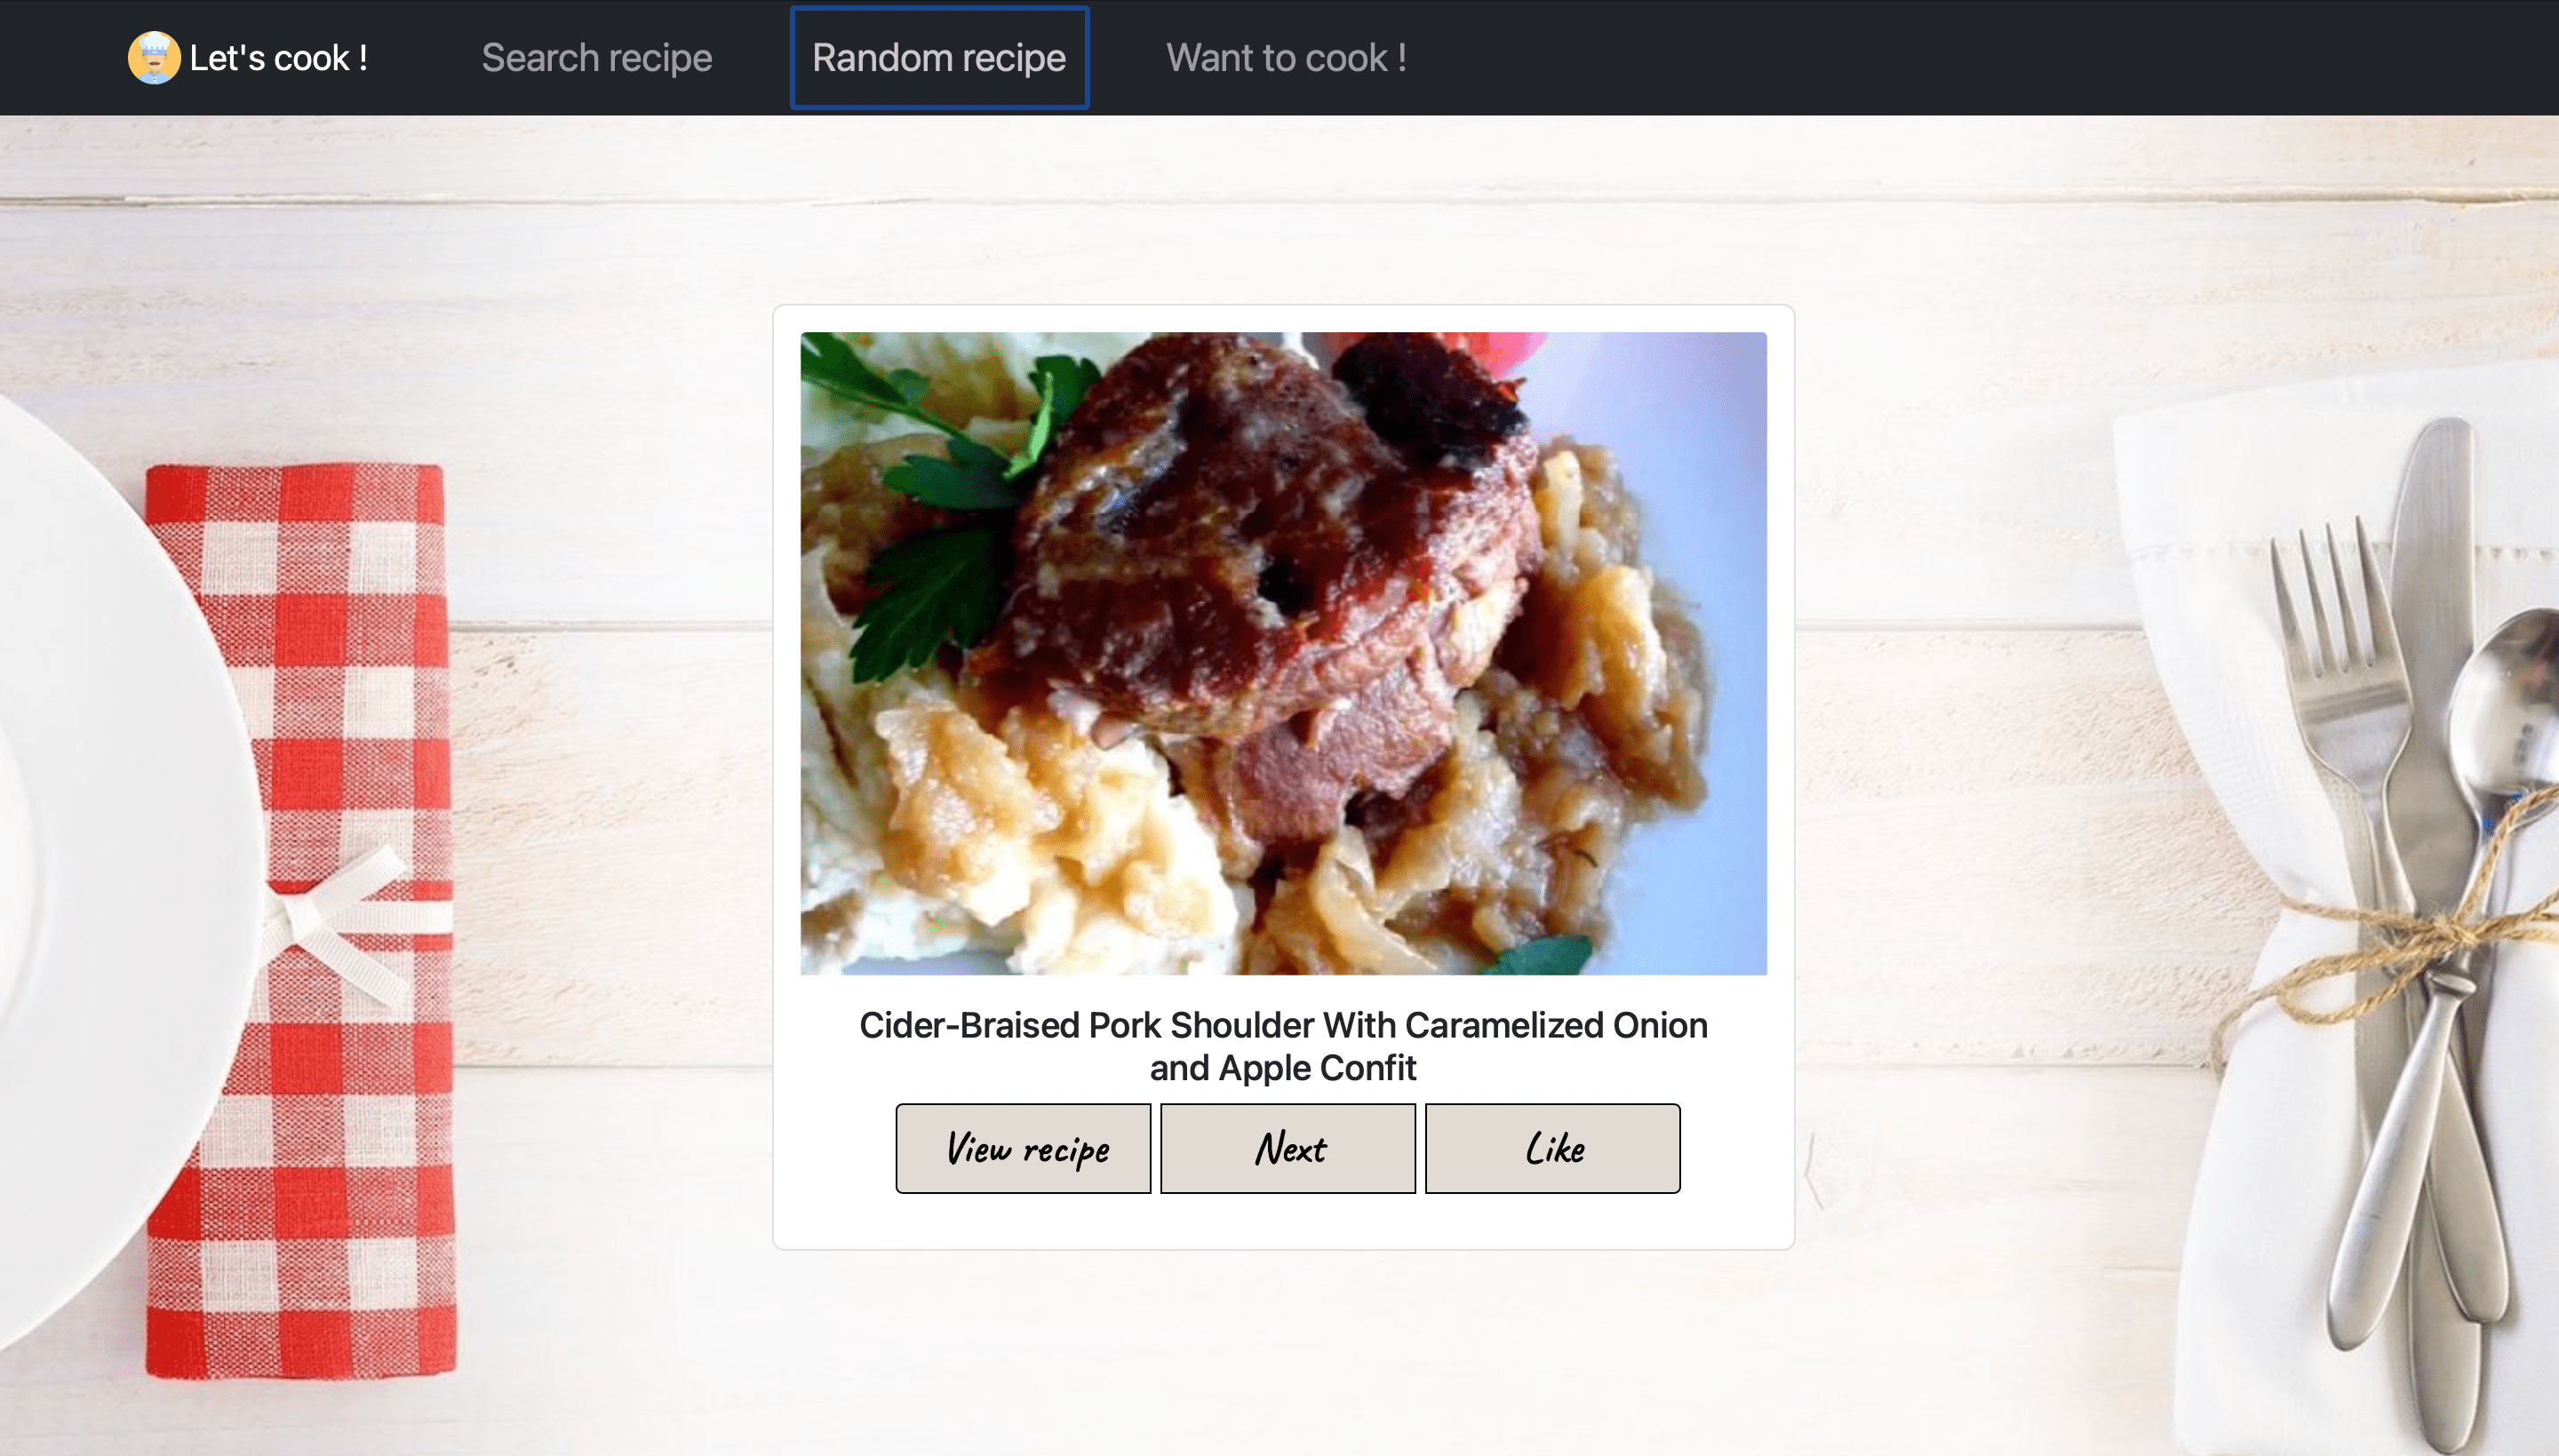 Let's cook !
Search recipe
Random recipe
Want to cook !
Cider-Braised Pork Shoulder With Caramelized Onion
and Apple Confit
View recipe
Next
Like